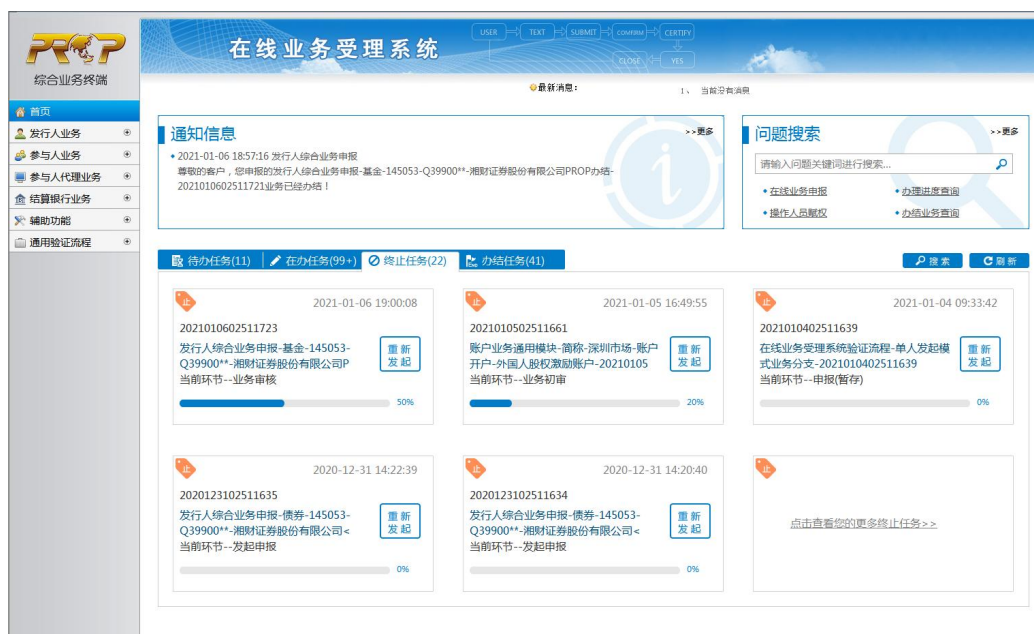 PROP
综合业务终端
在线业务受理系统
USER
TEXT
SUBMIT
CONFIRM
CERTIFY
CLOSE
YES
最新消息:
1、 当前没有消息
首页
发行人业务
参与人业务
参与人代理业务
结算银行业务
辅助功能
通用验证流程
通知信息
>>更多
2021-01-06 18:57:16 发行人综合业务申报
尊敬的客户,您申报的发行人综合业务申报-基金-145053-Q39900**-湘财证券股份有限公司PROP办结-
2021010602511721业务已经办结!
问题搜索
>>更多
请输入问题关键词进行搜索...
在线业务申报
办理进度查询
操作人员赋权
办结业务查询
待办任务(11)
在办任务(99+)
终止任务(22)
办结任务(41)
搜索
刷新
止
2021-01-06 19:00:08
2021010602511723
发行人综合业务申报-基金-145053-
Q39900**-湘财证券股份有限公司P
重新
发起
当前环节--业务审核
50%
止
2021-01-05 16:49:55
2021010502511661
账户业务通用模块-简称-深圳市场-账户
开户-外国人股权激励账户-20210105
重新
发起
当前环节--业务初审
20%
止
2021-01-04 09:33:42
2021010402511639
在线业务受理系统验证流程-单人发起模
式业务分支-2021010402511639
重新
发起
当前环节--申报(暂存)
0%
止
2020-12-31 14:22:39
2020123102511635
发行人综合业务申报-债券-145053-
Q39900**-湘财证券股份有限公司<
重新
发起
当前环节--发起申报
0%
止
2020-12-31 14:20:40
2020123102511634
发行人综合业务申报-债券-145053-
Q39900**-湘财证券股份有限公司<
重新
发起
当前环节--发起申报
0%
止
点击查看您的更多终止任务>>